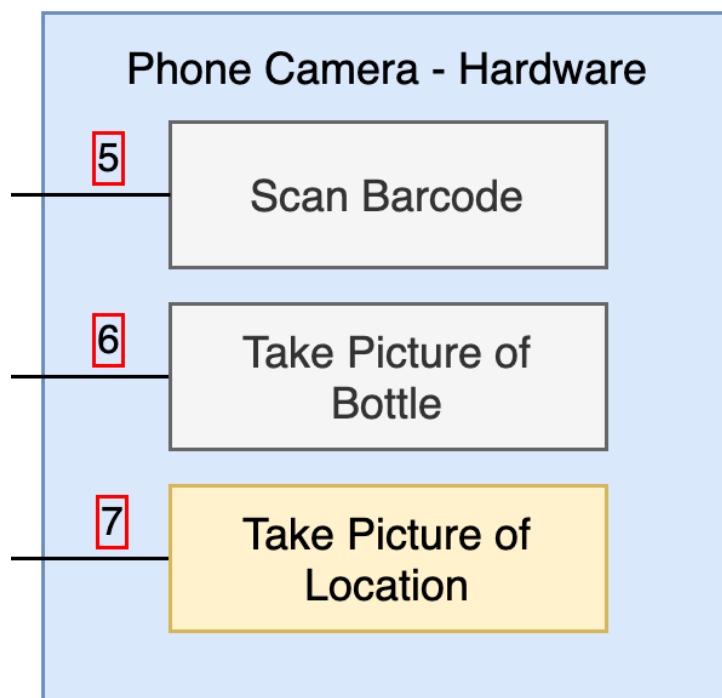 Phone Camera - Hardware
5
Scan Barcode
6
Take Picture of
Bottle
7
Take Picture of
Location